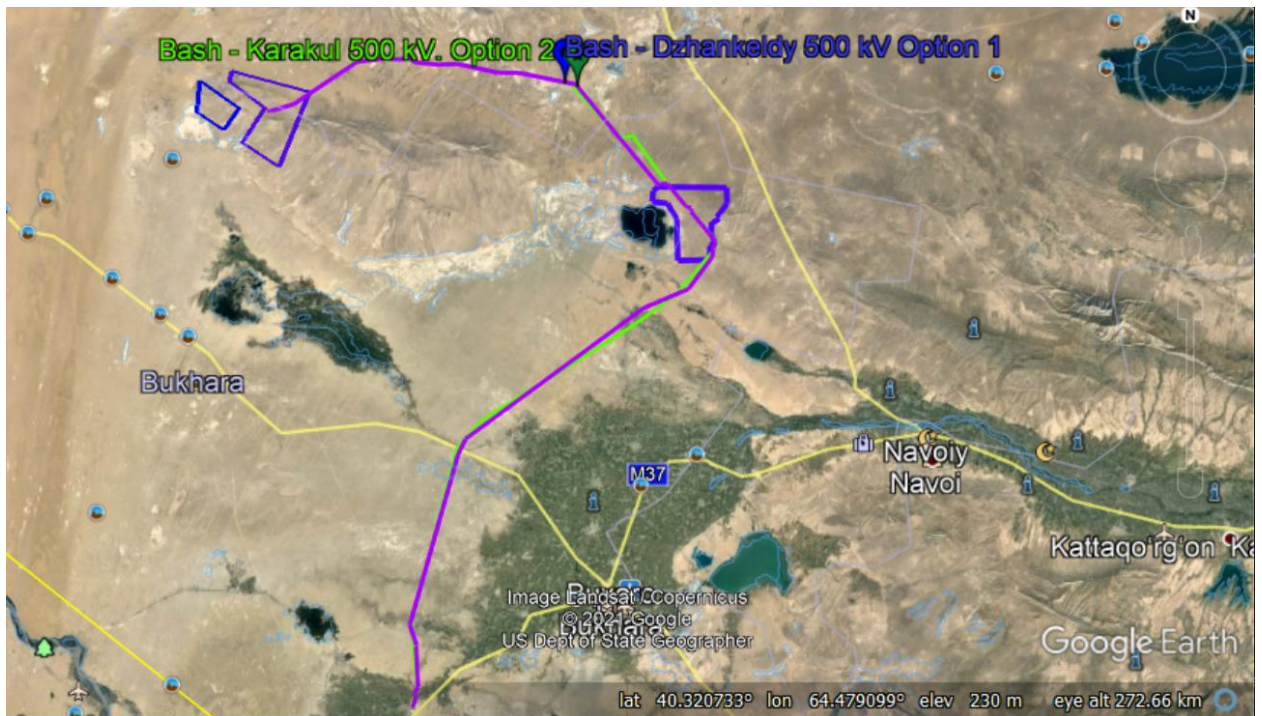 N
Bash - Karakul 500 kV. Option 2
Bash - Dzhankeldy 500 kV Option 1
Bukhara
M37
Navoiy
Navoi
Kattaqo'rg'on
Image Landsat / Copernicus
© 2021 Google
Bukhara
US Dept of State Geographer
Google Earth
lat 40.320733° lon 64.479099° elev 230 m eye alt 272.66 km